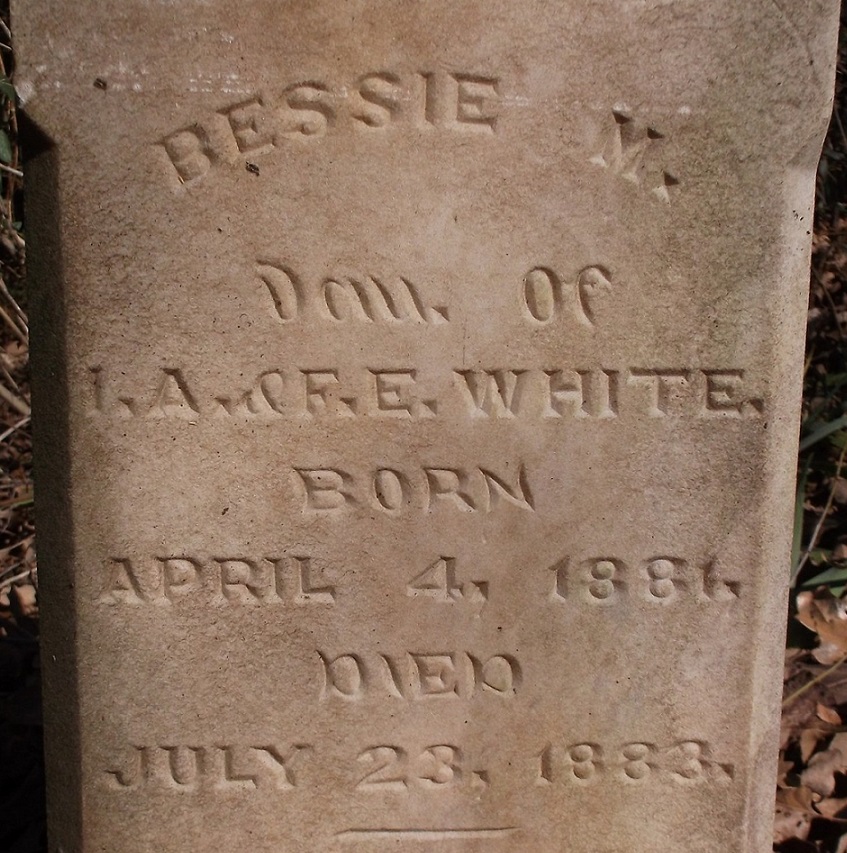 BESSIE M.
Dau. Of
I.A.&F.E.WHITE.
BORN
APRIL 4, 1881.
DIED
JULY 23, 1883.